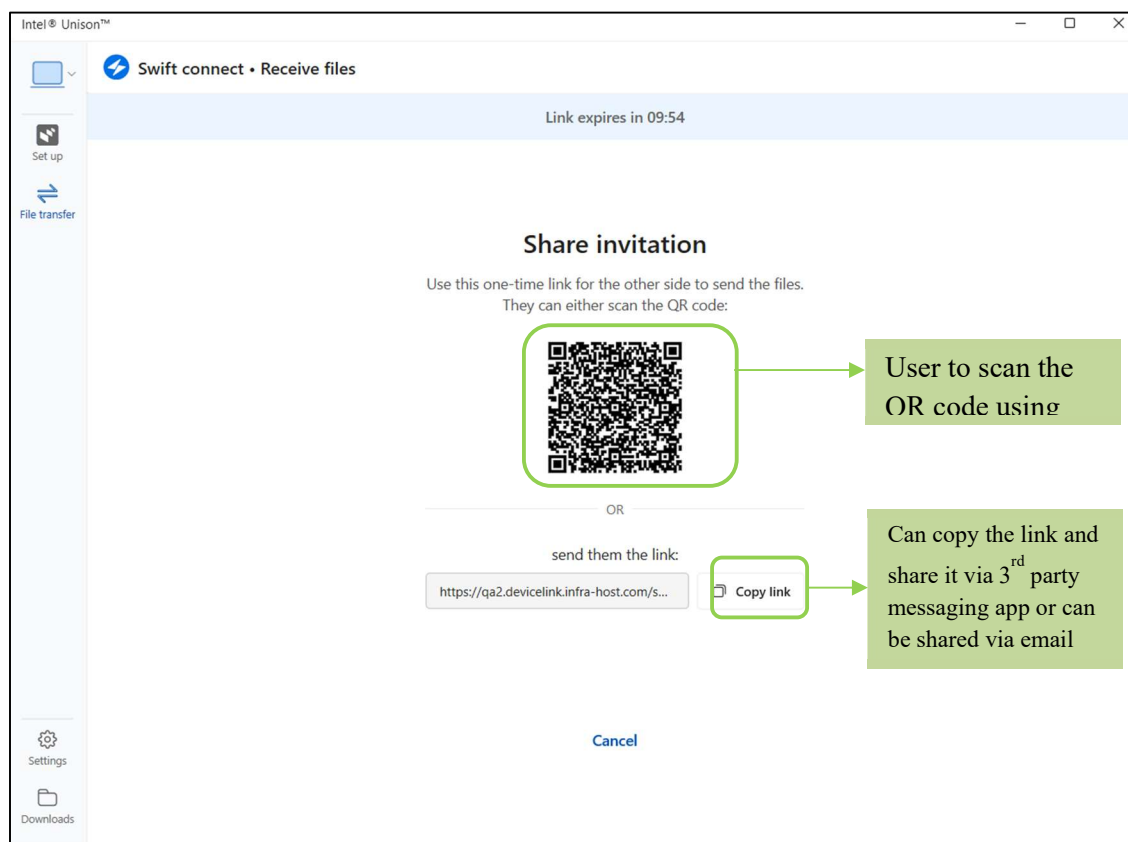 Intel® Unison™
Swift connect • Receive files
Link expires in 09:54
Set up
File transfer
Share invitation
Use this one-time link for the other side to send the files.
They can either scan the QR code:
User to scan the
QR code using
OR
send them the link:
https://qa2.devicelink.infra-host.com/s...
Copy link
Can copy the link and
share it via 3rd party
messaging app or can
be shared via email
Cancel
Settings
Downloads